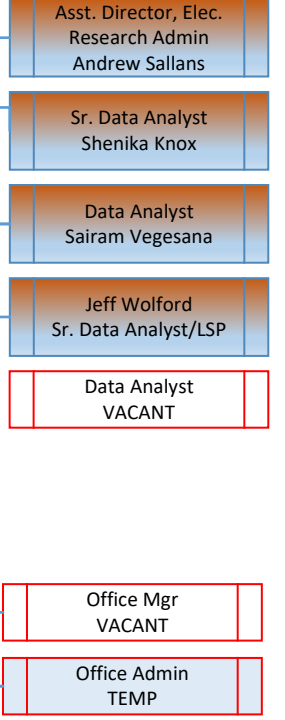 Asst. Director, Elec.
Research Admin
Andrew Sallans
Sr. Data Analyst
Shenika Knox
Data Analyst
Sairam Vegesana
Jeff Wolford
Sr. Data Analyst/LSP
Data Analyst
VACANT
Office Mgr
VACANT
Office Admin
TEMP